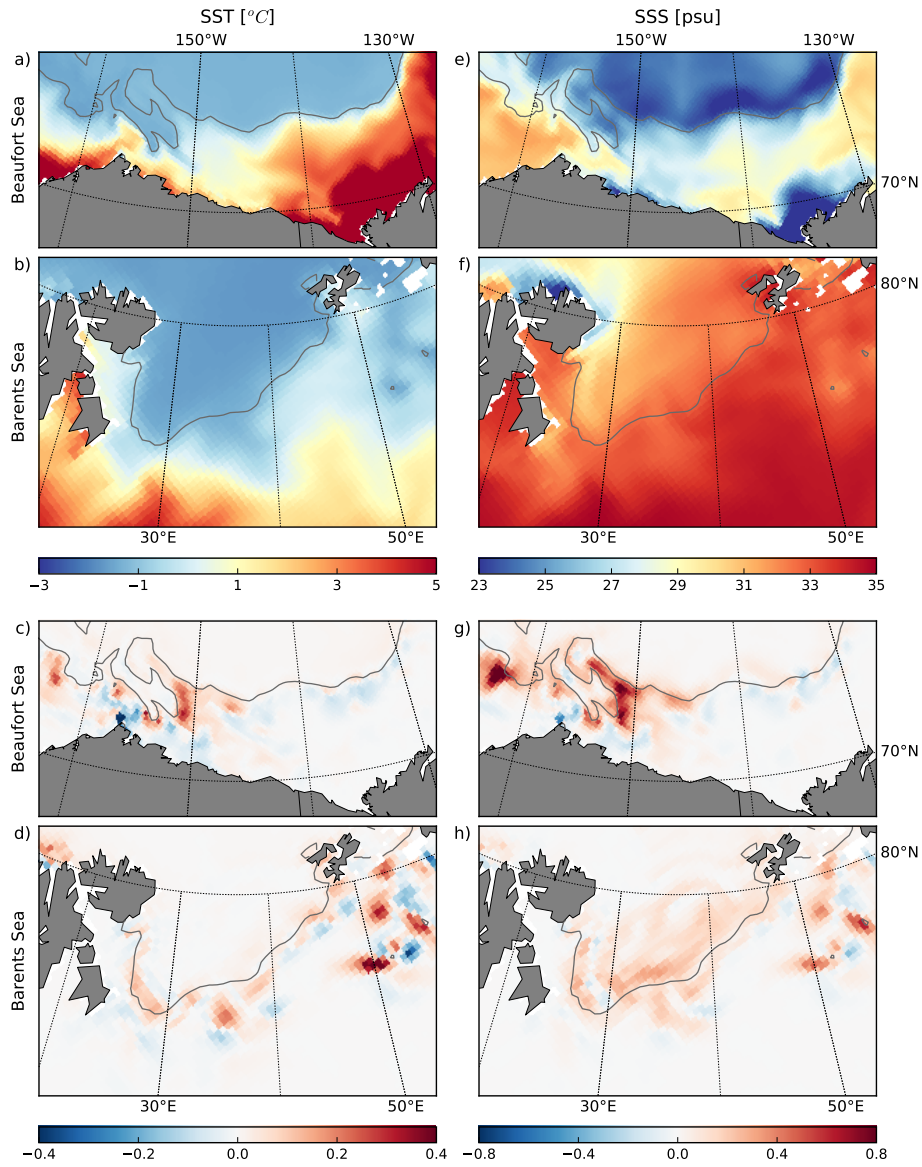 SST [°C] SSS [psu]
150°W 130°W 150°W 130°W
a) e)
Beaufort Sea
70°N
b) f)
80°N
Barents Sea
30°E 50°E 30°E 50°E
−3 −1 1 3 5 23 25 27 29 31 33 35
c) g)
Beaufort Sea
70°N
d) h)
80°N
Barents Sea
30°E 50°E 30°E 50°E
−0.4 −0.2 0.0 0.2 0.4 −0.8 −0.4 0.0 0.4 0.8